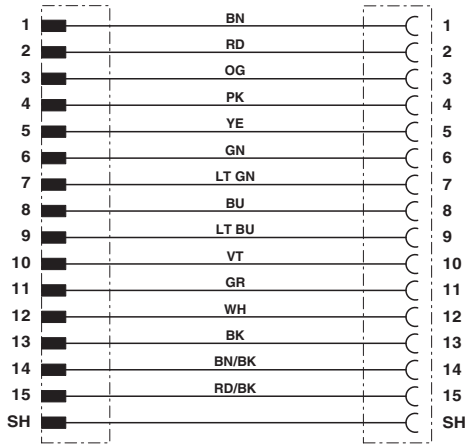 1 BN 1
2 RD 2
3 OG 3
4 PK 4
5 YE 5
6 GN 6
7 LT GN 7
8 BU 8
9 LT BU 9
10 VT 10
11 GR 11
12 WH 12
13 BK 13
14 BN/BK 14
15 RD/BK 15
SH SH